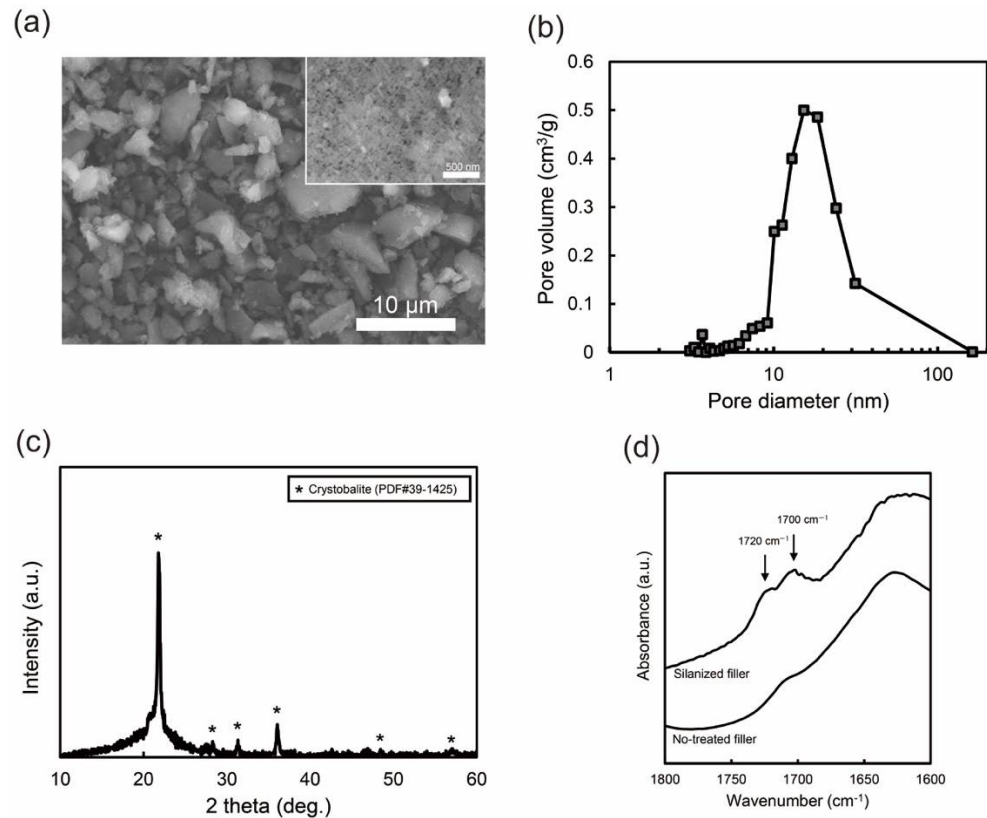 (a)
500 nm
10 µm
(b)
0.6
0.5
0.4
0.3
0.2
0.1
0
Pore volume (cm³/g)
1 10 100
Pore diameter (nm)
(c)
* Crystobalite (PDF#39-1425)
*
*
*
*
*
*
Intensity (a.u.)
10 20 30 40 50 60
2 theta (deg.)
(d)
1700 cm⁻¹
1720 cm⁻¹
Absorbance (a.u.)
Silanized filler
No-treated filler
1800 1750 1700 1650 1600
Wavenumber (cm⁻¹)